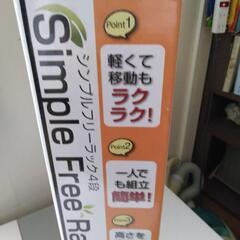 Simple Free Ra
シンプルフリーラック4段
Point1
軽くて
移動も
ラク
ラク!
Point2
一人で
も組立
簡単!
Point3
高さを